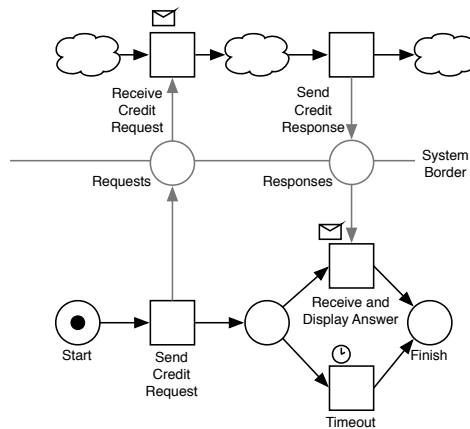 Receive
Credit
Request
Send
Credit
Response
System
Border
Requests
Responses
Start
Send
Credit
Request
Receive and
Display Answer
Finish
Timeout